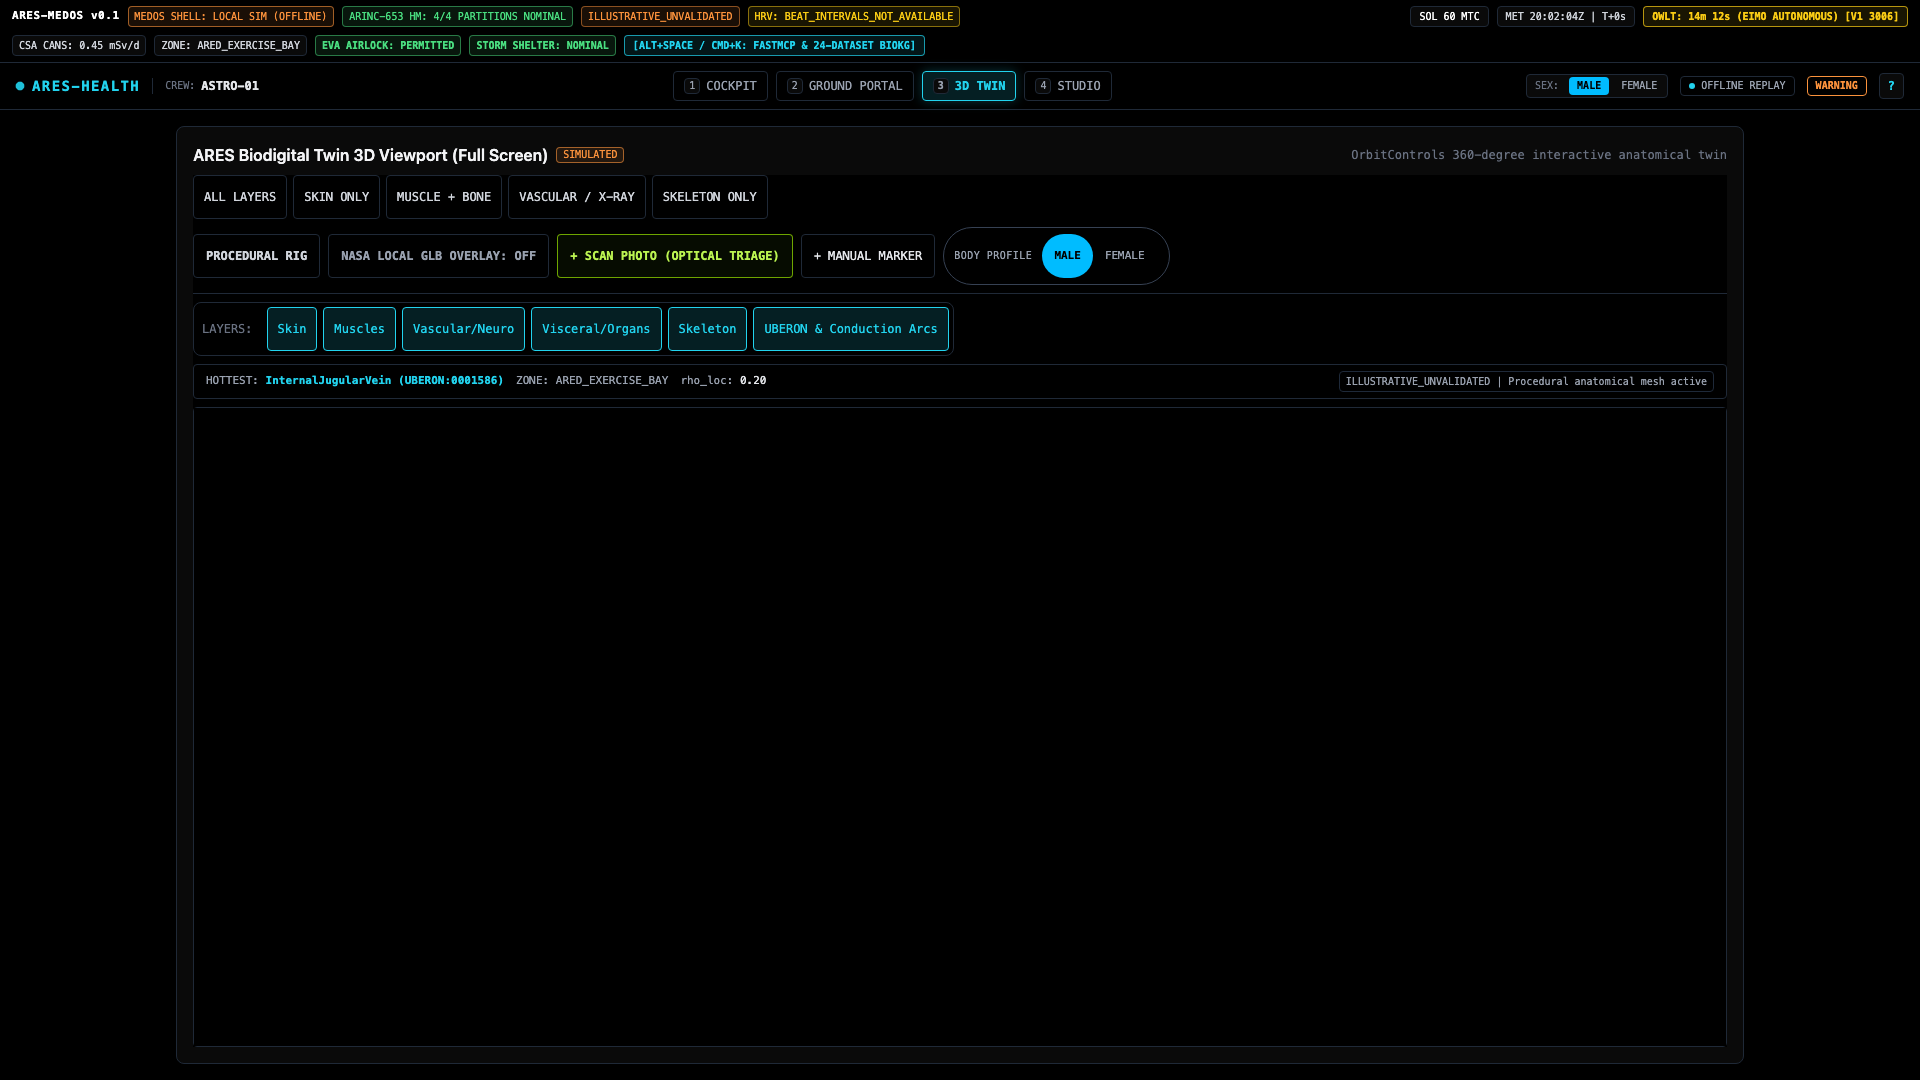 ARES-MEDOS v0.1 MEDOS SHELL: LOCAL SIM (OFFLINE) ARINC-653 HM: 4/4 PARTITIONS NOMINAL ILLUSTRATIVE_UNVALIDATED HRV: BEAT_INTERVALS_NOT_AVAILABLE SOL 60 MTC MET 20:02:04Z | T+0s OWLT: 14m 12s (EIMO AUTONOMOUS) [V1 3006]
CSA CANS: 0.45 mSv/d ZONE: ARED_EXERCISE_BAY EVA AIRLOCK: PERMITTED STORM SHELTER: NOMINAL [ALT+SPACE / CMD+K: FASTMCP & 24-DATASET BIOKG]
ARES-HEALTH CREW: ASTRO-01 1 COCKPIT 2 GROUND PORTAL 3 3D TWIN 4 STUDIO SEX: MALE FEMALE OFFLINE REPLAY WARNING ?
ARES Biodigital Twin 3D Viewport (Full Screen) SIMULATED OrbitControls 360-degree interactive anatomical twin
ALL LAYERS SKIN ONLY MUSCLE + BONE VASCULAR / X-RAY SKELETON ONLY
PROCEDURAL RIG NASA LOCAL GLB OVERLAY: OFF + SCAN PHOTO (OPTICAL TRIAGE) + MANUAL MARKER BODY PROFILE MALE FEMALE
LAYERS: Skin Muscles Vascular/Neuro Visceral/Organs Skeleton UBERON & Conduction Arcs
HOTTEST: InternalJugularVein (UBERON:0001586) ZONE: ARED_EXERCISE_BAY rho_loc: 0.20 ILLUSTRATIVE_UNVALIDATED | Procedural anatomical mesh active